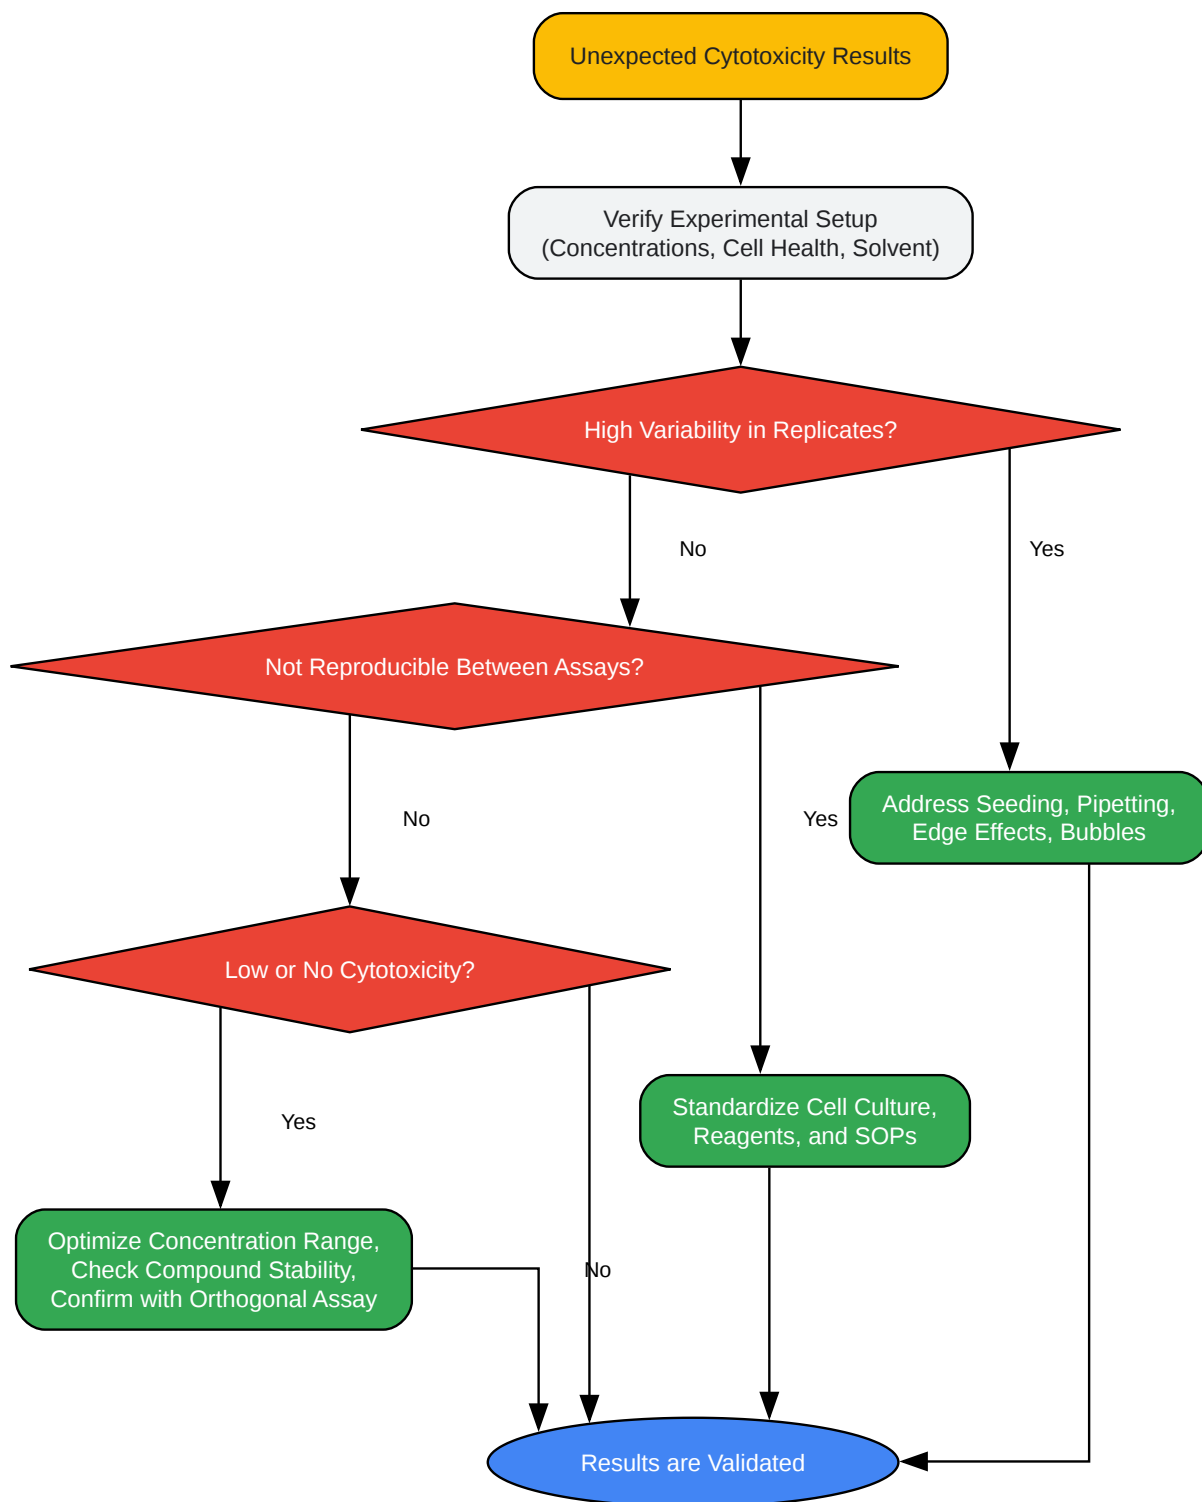 Unexpected Cytotoxicity Results
Verify Experimental Setup
(Concentrations, Cell Health, Solvent)
High Variability in Replicates?
No
Yes
Not Reproducible Between Assays?
No
Yes
Address Seeding, Pipetting,
Edge Effects, Bubbles
Low or No Cytotoxicity?
Yes
Standardize Cell Culture,
Reagents, and SOPs
Optimize Concentration Range,
Check Compound Stability,
Confirm with Orthogonal Assay
No
Results are Validated